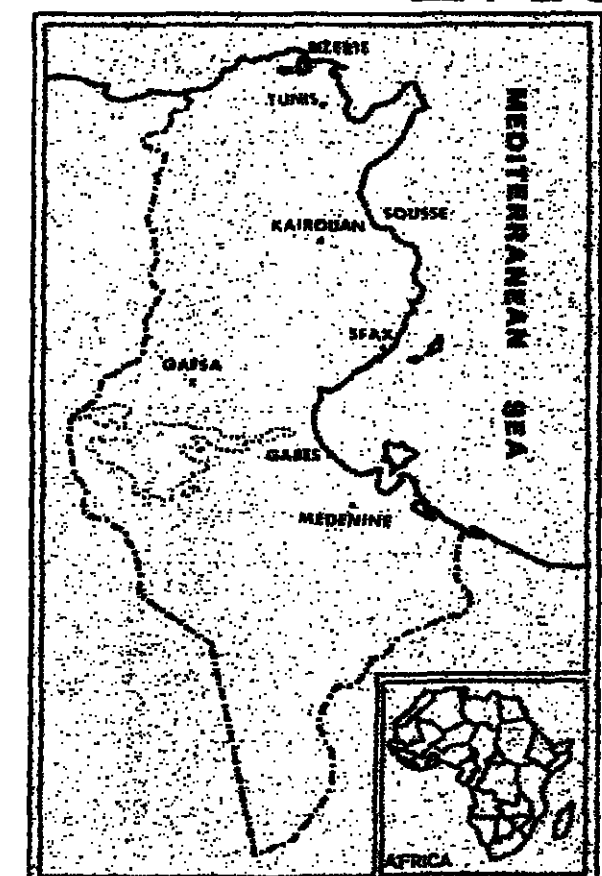 BIZERTE
TUNIS
MEDITERRANEAN SEA
SOUSSE
KAIROUAN
SFAX
GAFSA
GABES
MEDENINE
AFRICA